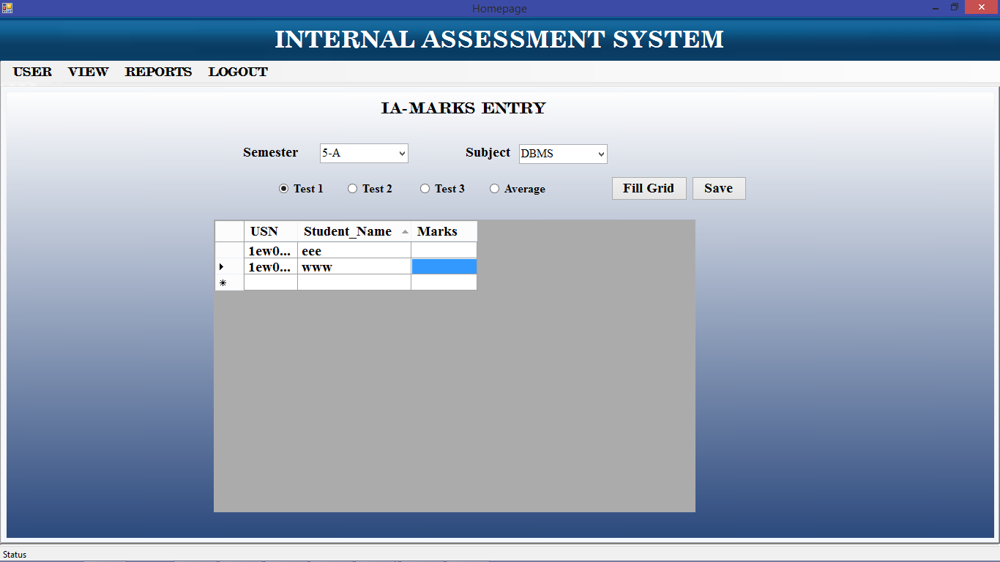 Homepage
INTERNAL ASSESSMENT SYSTEM
USER VIEW REPORTS LOGOUT
IA-MARKS ENTRY
Semester 5-A Subject DBMS
Test 1 Test 2 Test 3 Average Fill Grid Save
USN Student_Name Marks
1ew0... eee
1ew0... www
Status